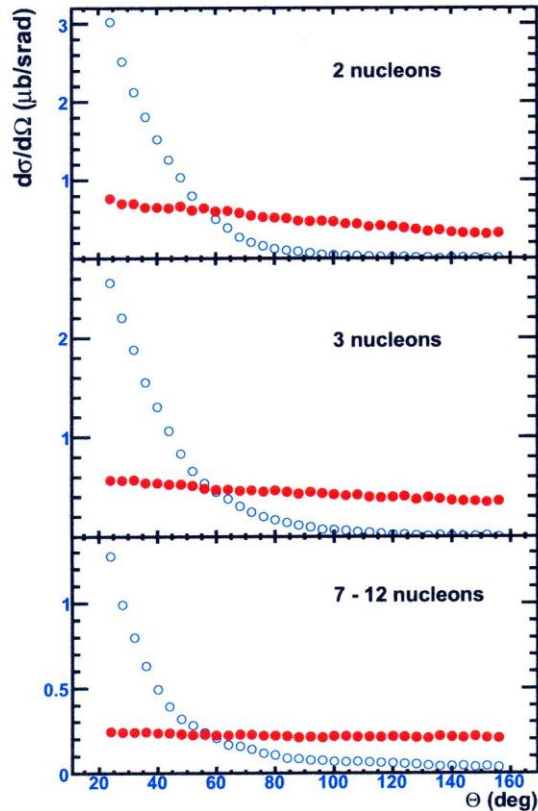 dσ/dΩ (μb/srad)
3
2
1
2 nucleons
2
1
3 nucleons
1
0.5
0
7 - 12 nucleons
20 40 60 80 100 120 140 160
Θ (deg)